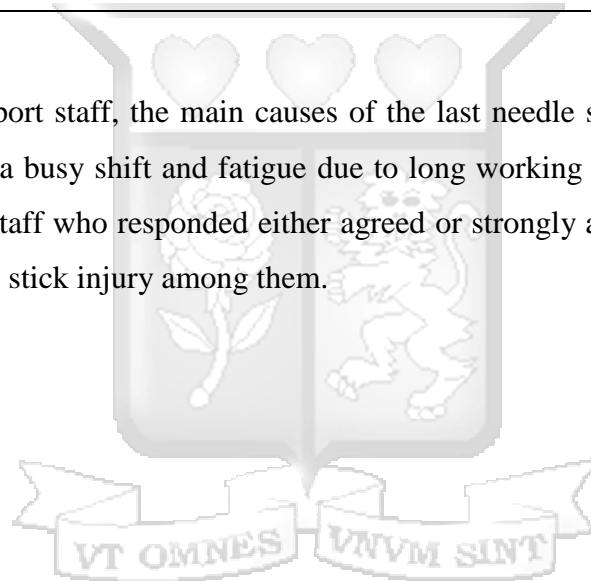 port staff, the main causes of the last needle s
a busy shift and fatigue due to long working
taff who responded either agreed or strongly a
stick injury among them.
VT OMNES VNVM SINT